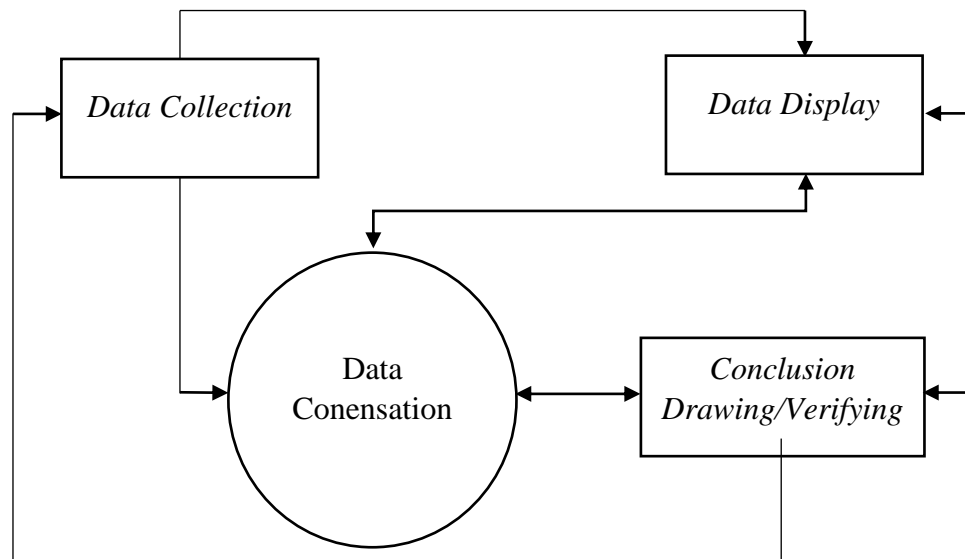 Data Collection
Data Display
Data
Conensation
Conclusion
Drawing/Verifying